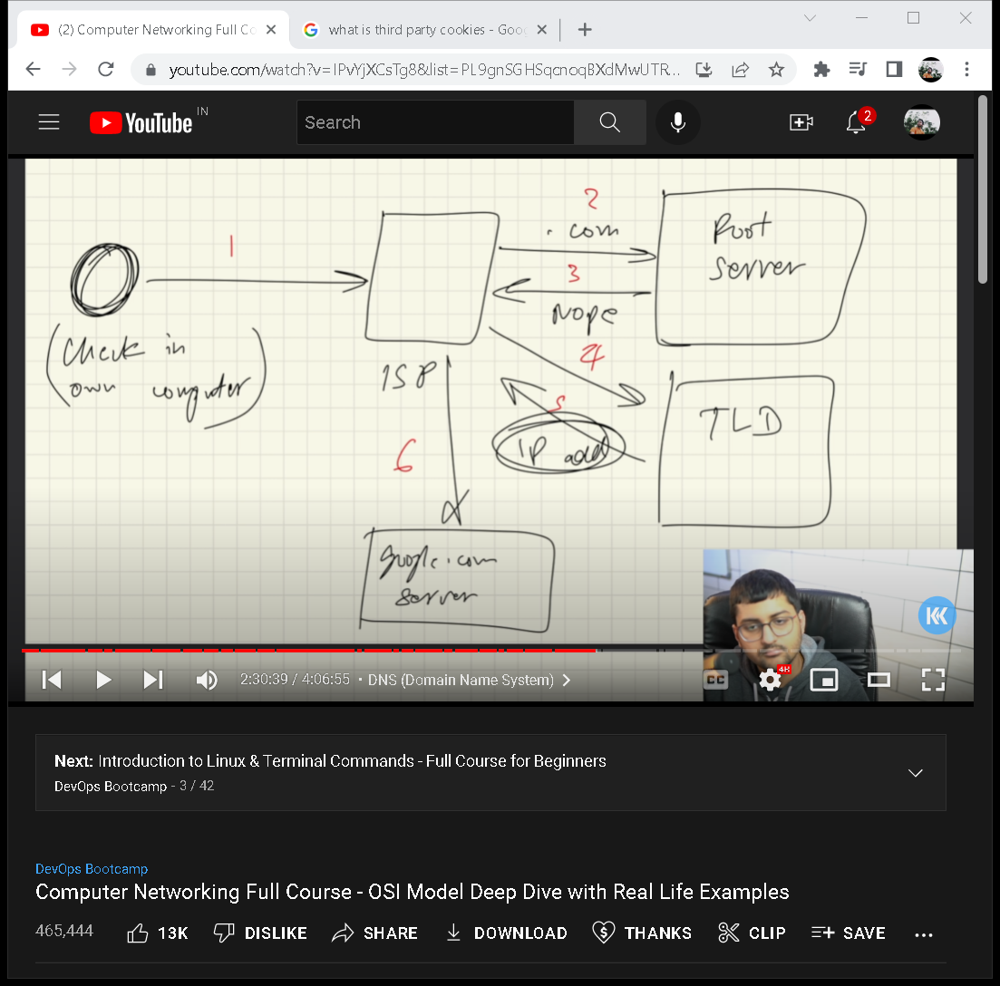 (2) Computer Networking Full Co
what is third party cookies - Goog
youtube.com/watch?v=IPvYjXCsTg8&list=PL9gnSGHSqcnoqBXdMwUTR...
YouTube IN
Search
2
1
2
. com
3
Nope
Root
server
(Check in
own computer)
ISP
4
5
IP add
TLD
6
google.com
server
KK
2:30:39 / 4:06:55 • DNS (Domain Name System)
CC
4K
Next: Introduction to Linux & Terminal Commands - Full Course for Beginners
DevOps Bootcamp - 3 / 42
DevOps Bootcamp
Computer Networking Full Course - OSI Model Deep Dive with Real Life Examples
465,444 13K DISLIKE SHARE DOWNLOAD THANKS CLIP SAVE ...